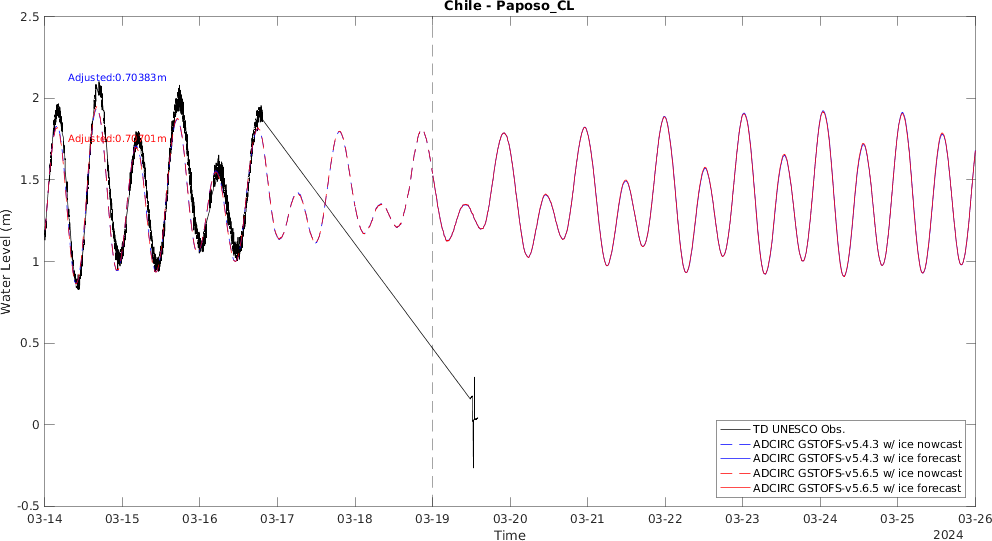 Chile - Paposo_CL
2.5
2
1.5
1
0.5
0
-0.5
Water Level (m)
Adjusted:0.70383m
Adjusted:0.70701m
TD UNESCO Obs.
ADCIRC GSTOFS-v5.4.3 w/ ice nowcast
ADCIRC GSTOFS-v5.4.3 w/ ice forecast
ADCIRC GSTOFS-v5.6.5 w/ ice nowcast
ADCIRC GSTOFS-v5.6.5 w/ ice forecast
03-14 03-15 03-16 03-17 03-18 03-19 03-20 03-21 03-22 03-23 03-24 03-25 03-26
Time
2024